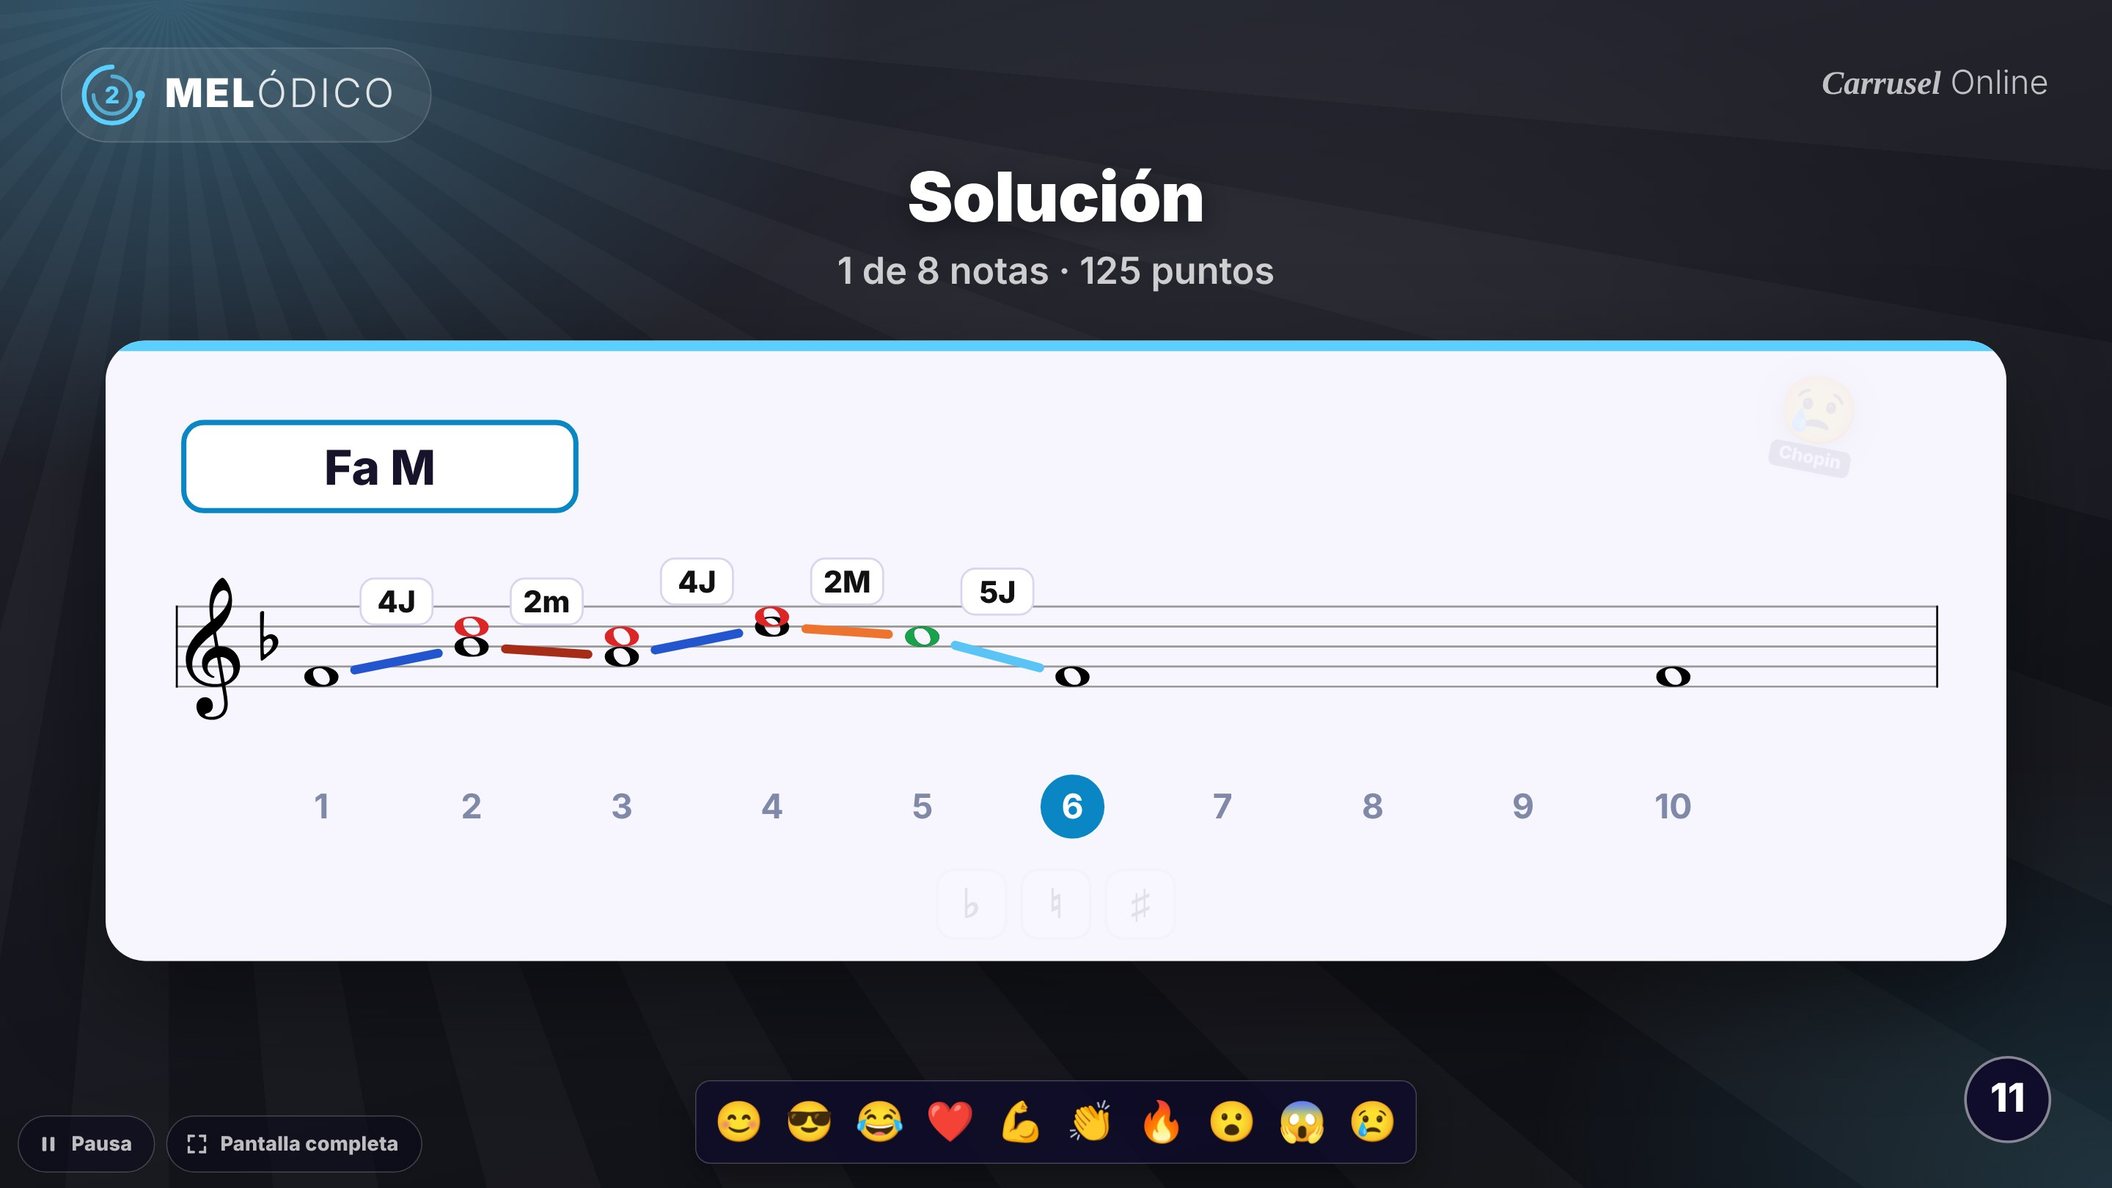 2 MELÓDICO
Carrusel Online
Solución
1 de 8 notas · 125 puntos
Chopin
Fa M
4J 2m 4J 2M 5J
1 2 3 4 5 6 7 8 9 10
Pausa
Pantalla completa
11